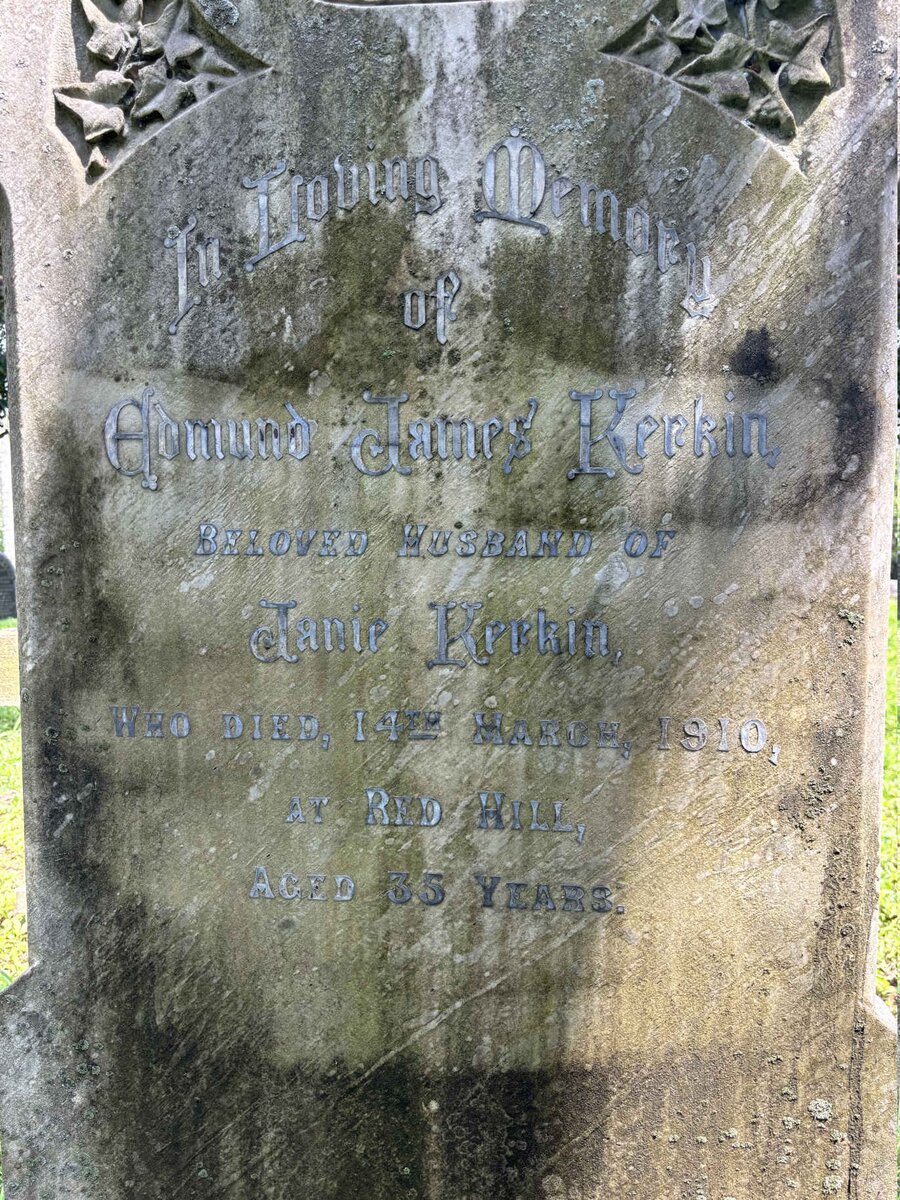 In Loving Memory
of
Edmund James Kerkin,
BELOVED HUSBAND OF
Janie Kerkin,
WHO DIED, 14TH MARCH, 1910,
AT RED HILL,
AGED 35 YEARS.